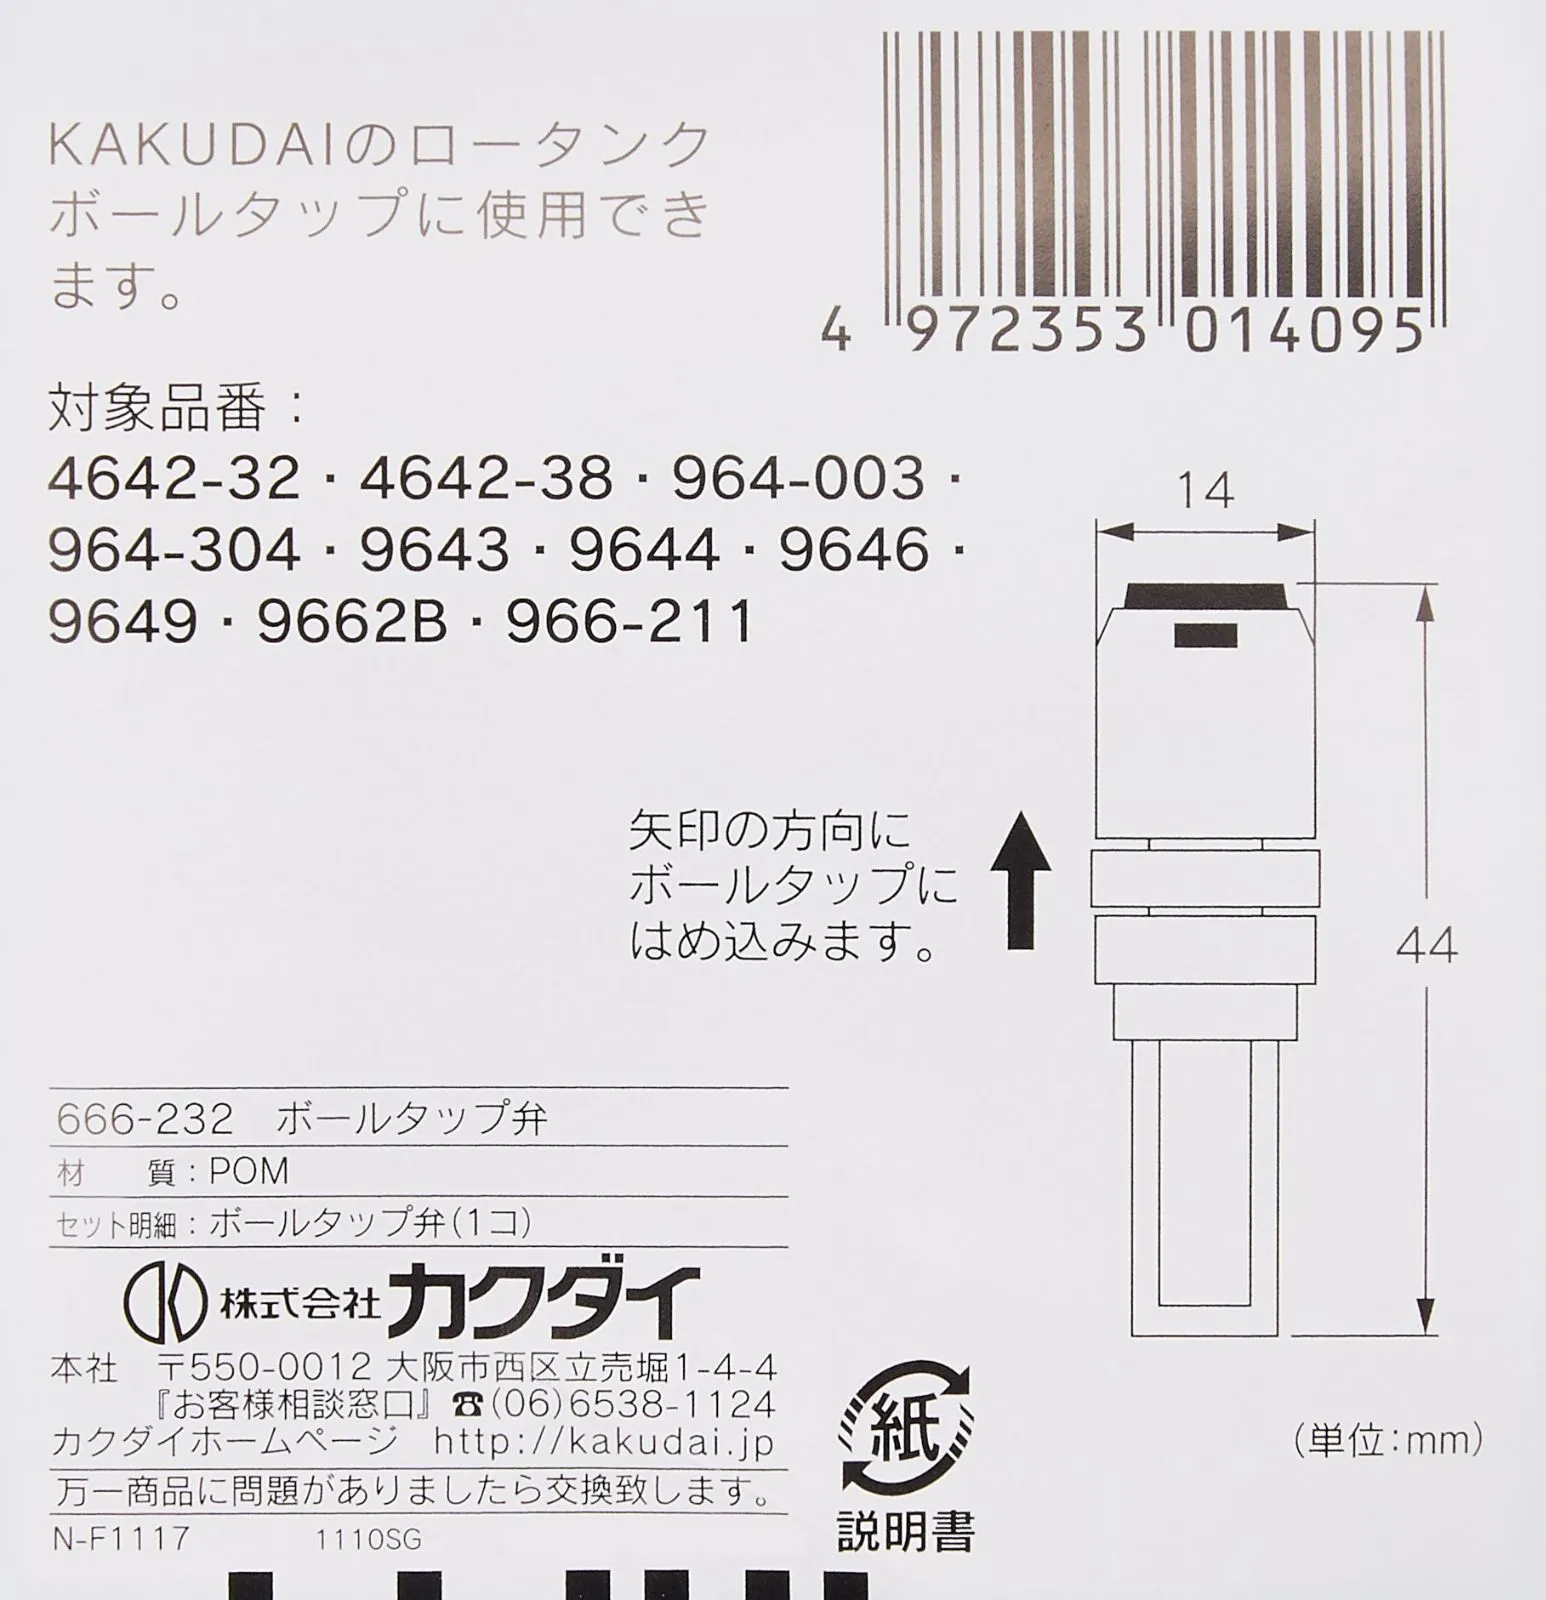 KAKUDAIのロータンク
ボールタップに使用でき
ます。
4 972353 014095
対象品番：
4642-32・4642-38・964-003・
964-304・9643・9644・9646・
9649・9662B・966-211
14
44
矢印の方向に
ボールタップに
はめ込みます。
666-232 ボールタップ弁
材 質：POM
セット明細：ボールタップ弁(1コ)
株式会社カクダイ
本社 〒550-0012 大阪市西区立売堀1-4-4
『お客様相談窓口』☎(06)6538-1124
カクダイホームページ http://kakudai.jp
万一商品に問題がありましたら交換致します。
N-F1117 1110SG
紙
説明書
(単位:mm)